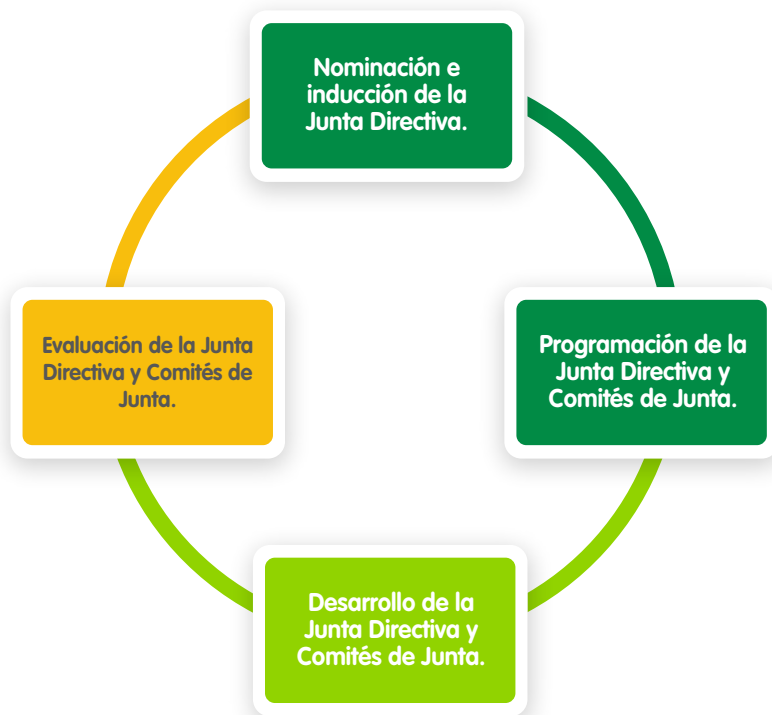 Nominación e
inducción de la
Junta Directiva.
Evaluación de la Junta
Directiva y Comités de
Junta.
Programación de la
Junta Directiva y
Comités de Junta.
Desarrollo de la
Junta Directiva y
Comités de Junta.